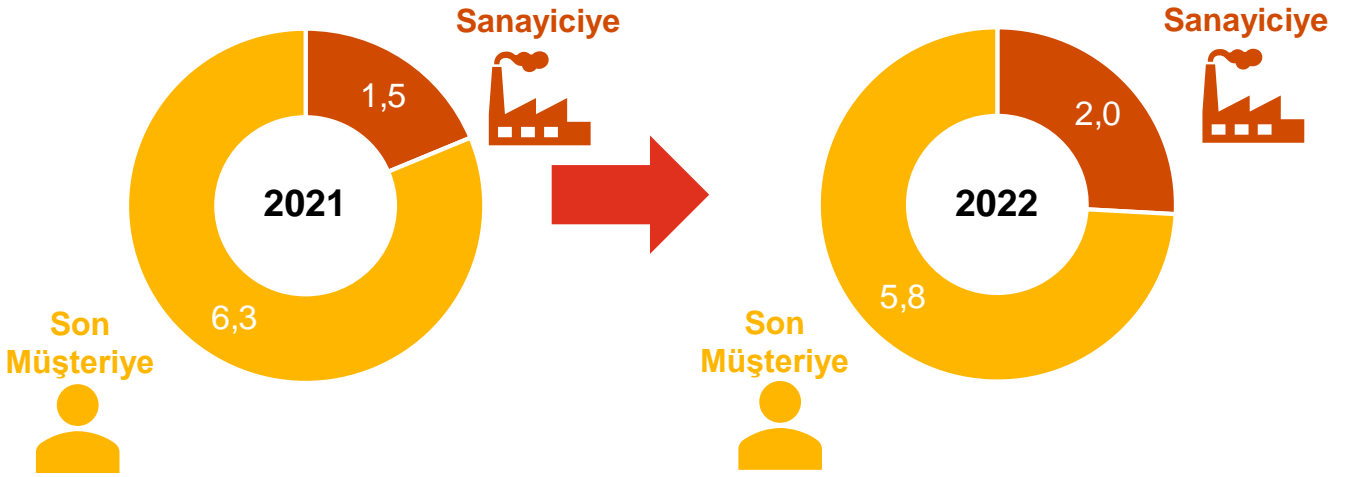 Sanayiciye
1,5
2021
6,3
Son
Müşteriye
Sanayiciye
2,0
2022
5,8
Son
Müşteriye